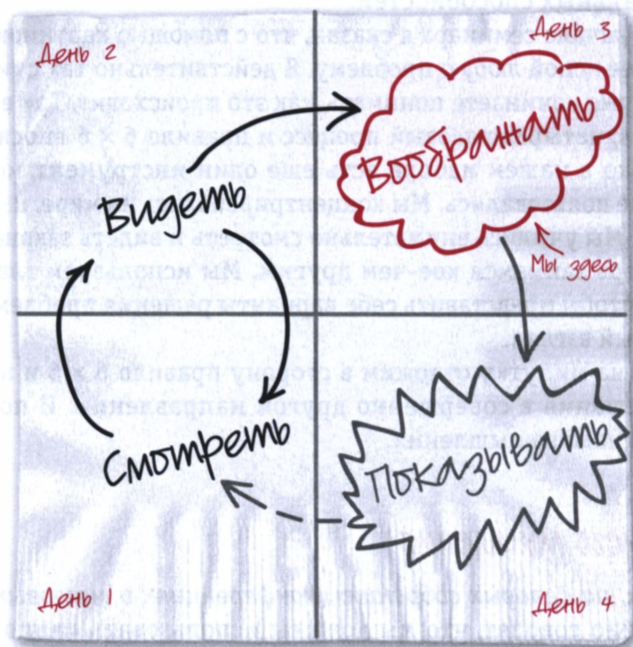 День 2
День 3
Видеть
Воображать
Мы здесь
Смотреть
Показывать
День 1
День 4